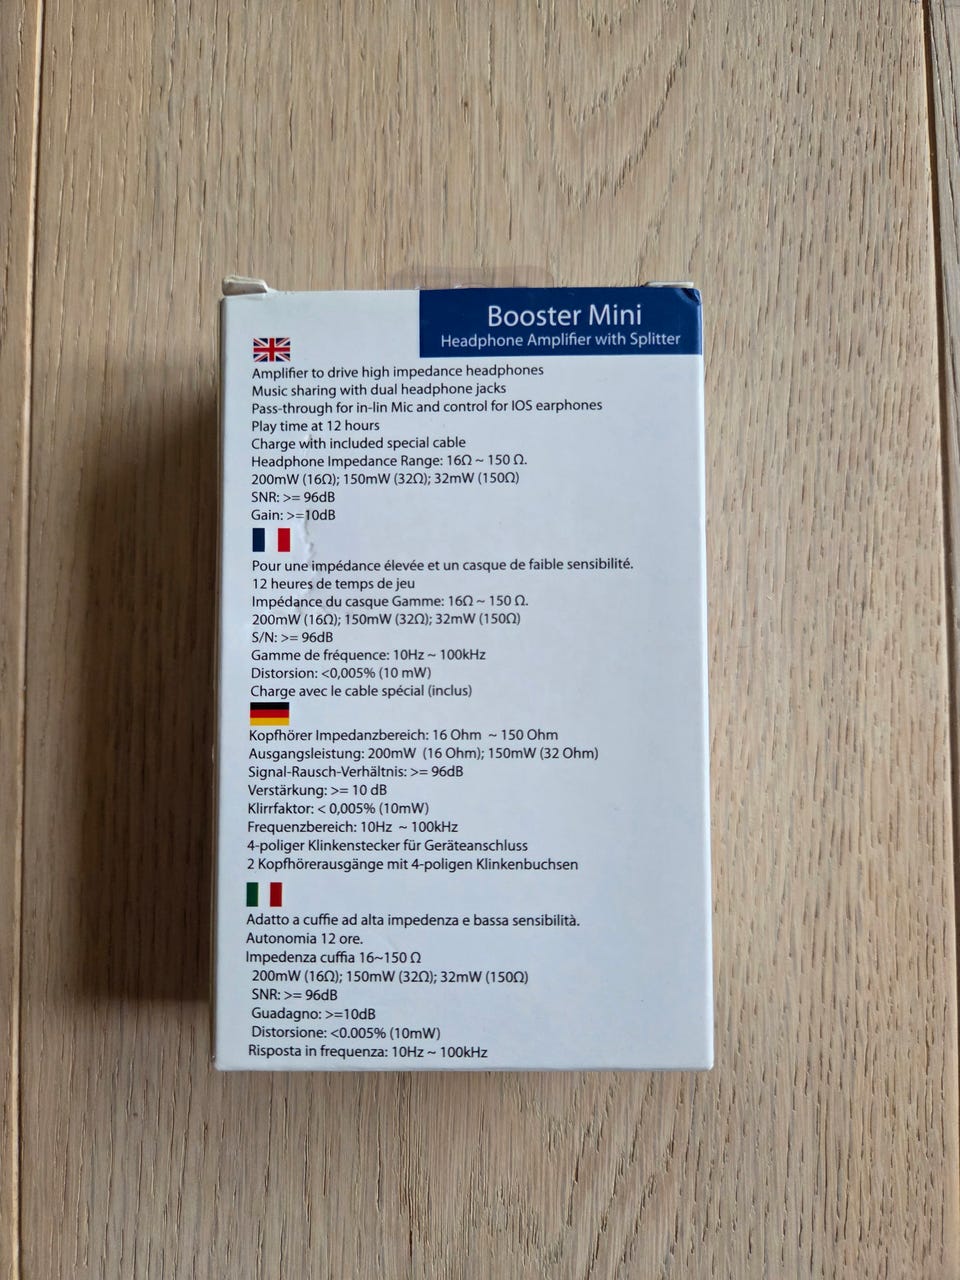 Booster Mini
Headphone Amplifier with Splitter
Amplifier to drive high impedance headphones
Music sharing with dual headphone jacks
Pass-through for in-lin Mic and control for IOS earphones
Play time at 12 hours
Charge with included special cable
Headphone Impedance Range: 16Ω ~ 150 Ω.
200mW (16Ω); 150mW (32Ω); 32mW (150Ω)
SNR: >= 96dB
Gain: >=10dB
Pour une impédance élevée et un casque de faible sensibilité.
12 heures de temps de jeu
Impédance du casque Gamme: 16Ω ~ 150 Ω.
200mW (16Ω); 150mW (32Ω); 32mW (150Ω)
S/N: >= 96dB
Gamme de fréquence: 10Hz ~ 100kHz
Distorsion: <0,005% (10 mW)
Charge avec le cable spécial (inclus)
Kopfhörer Impedanzbereich: 16 Ohm ~ 150 Ohm
Ausgangsleistung: 200mW (16 Ohm); 150mW (32 Ohm)
Signal-Rausch-Verhältnis: >= 96dB
Verstärkung: >= 10 dB
Klirrfaktor: < 0,005% (10mW)
Frequenzbereich: 10Hz ~ 100kHz
4-poliger Klinkenstecker für Geräteanschluss
2 Kopfhörerausgänge mit 4-poligen Klinkenbuchsen
Adatto a cuffie ad alta impedenza e bassa sensibilità.
Autonomia 12 ore.
Impedenza cuffia 16~150 Ω
200mW (16Ω); 150mW (32Ω); 32mW (150Ω)
SNR: >= 96dB
Guadagno: >=10dB
Distorsione: <0.005% (10mW)
Risposta in frequenza: 10Hz ~ 100kHz